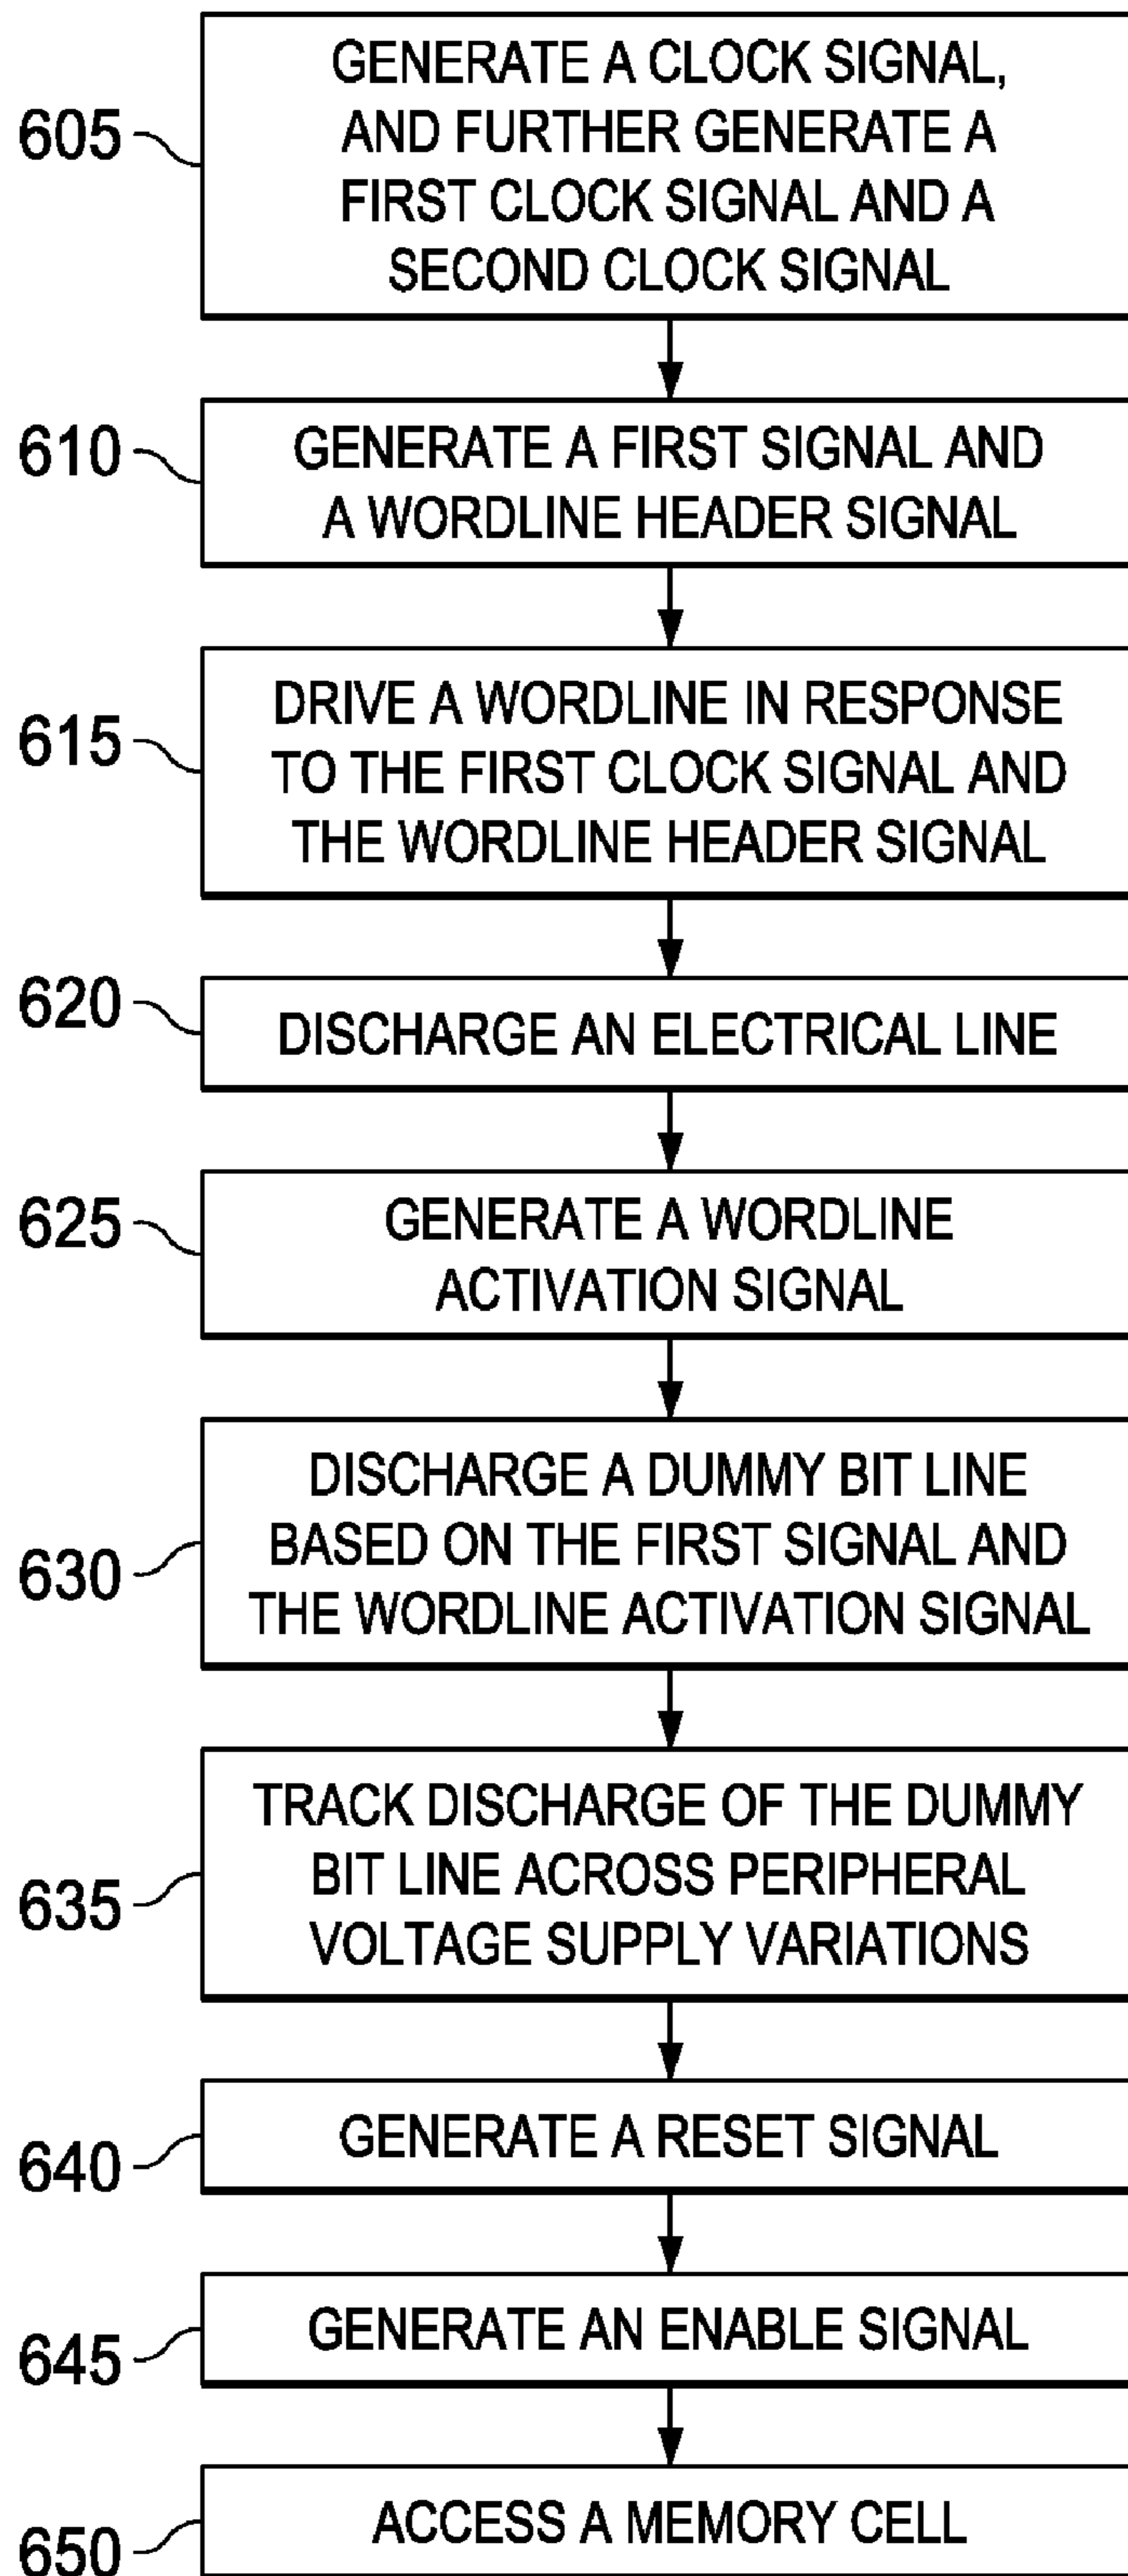 605
GENERATE A CLOCK SIGNAL,
AND FURTHER GENERATE A
FIRST CLOCK SIGNAL AND A
SECOND CLOCK SIGNAL
610
GENERATE A FIRST SIGNAL AND
A WORDLINE HEADER SIGNAL
615
DRIVE A WORDLINE IN RESPONSE
TO THE FIRST CLOCK SIGNAL AND
THE WORDLINE HEADER SIGNAL
620
DISCHARGE AN ELECTRICAL LINE
625
GENERATE A WORDLINE
ACTIVATION SIGNAL
630
DISCHARGE A DUMMY BIT LINE
BASED ON THE FIRST SIGNAL AND
THE WORDLINE ACTIVATION SIGNAL
635
TRACK DISCHARGE OF THE DUMMY
BIT LINE ACROSS PERIPHERAL
VOLTAGE SUPPLY VARIATIONS
640
GENERATE A RESET SIGNAL
645
GENERATE AN ENABLE SIGNAL
650
ACCESS A MEMORY CELL